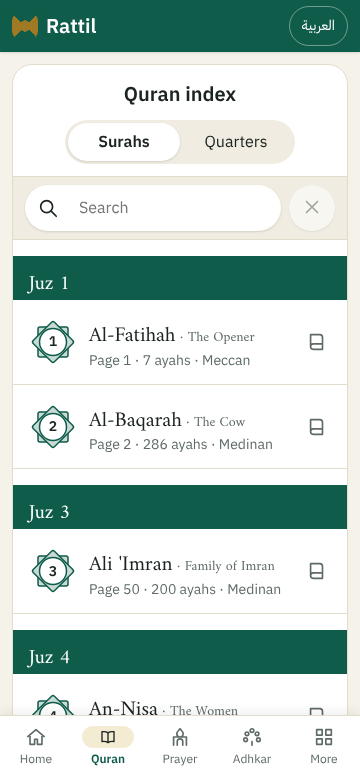 Rattil
العربية
Quran index
Surahs
Quarters
Search
Juz 1
1
Al-Fatihah · The Opener
Page 1 · 7 ayahs · Meccan
2
Al-Baqarah · The Cow
Page 2 · 286 ayahs · Medinan
Juz 3
3
Ali 'Imran · Family of Imran
Page 50 · 200 ayahs · Medinan
Juz 4
4
An-Nisa · The Women
Home
Quran
Prayer
Adhkar
More